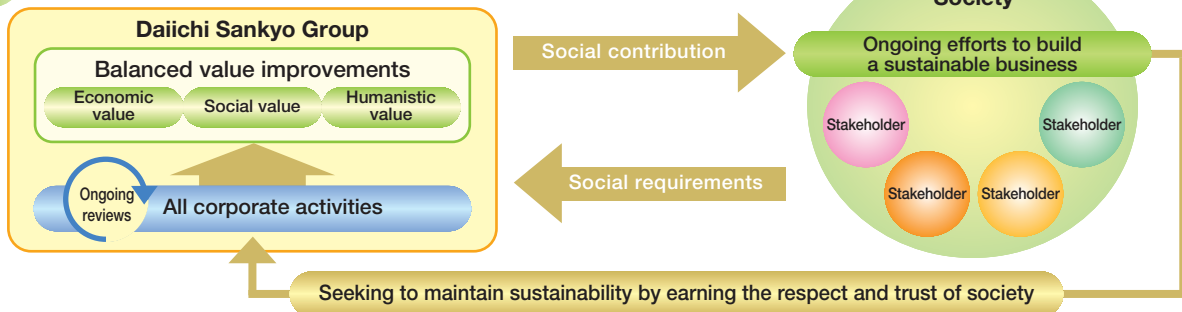 Society
Daiichi Sankyo Group
Balanced value improvements
Economic
value
Social value
Humanistic
value
Ongoing
reviews
All corporate activities
Social contribution
Social requirements
Ongoing efforts to build
a sustainable business
Stakeholder
Stakeholder
Stakeholder
Stakeholder
Seeking to maintain sustainability by earning the respect and trust of society